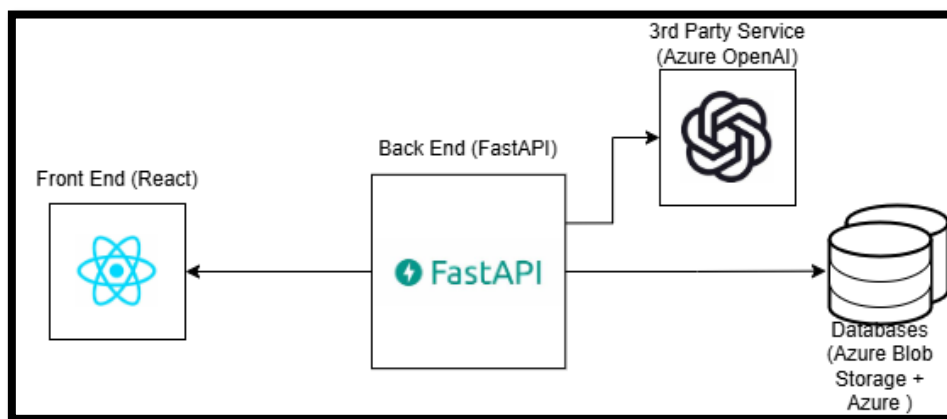 3rd Party Service
(Azure OpenAI)
Back End (FastAPI)
Front End (React)
FastAPI
Databases
(Azure Blob
Storage +
Azure )